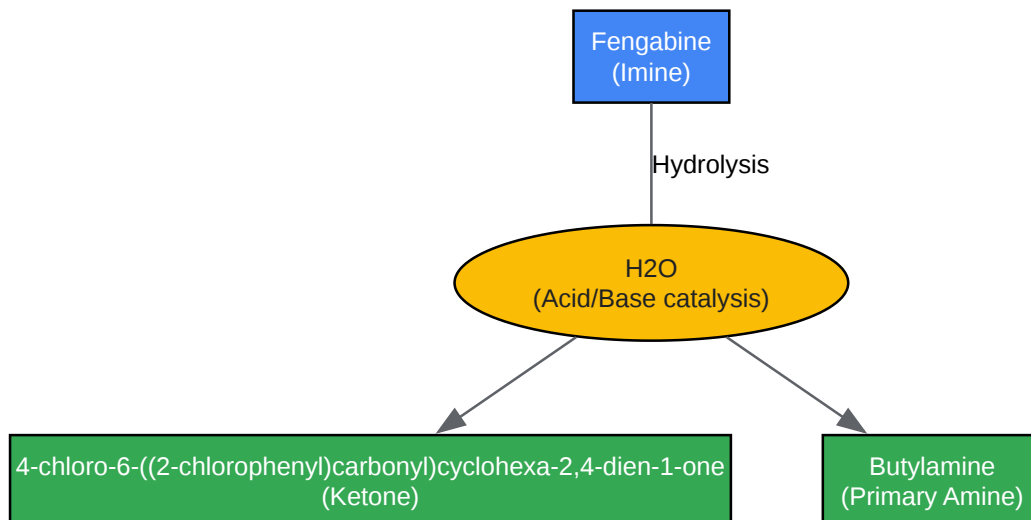 Fengabine
(Imine)
Hydrolysis
H2O
(Acid/Base catalysis)
4-chloro-6-((2-chlorophenyl)carbonyl)cyclohexa-2,4-dien-1-one
(Ketone)
Butylamine
(Primary Amine)